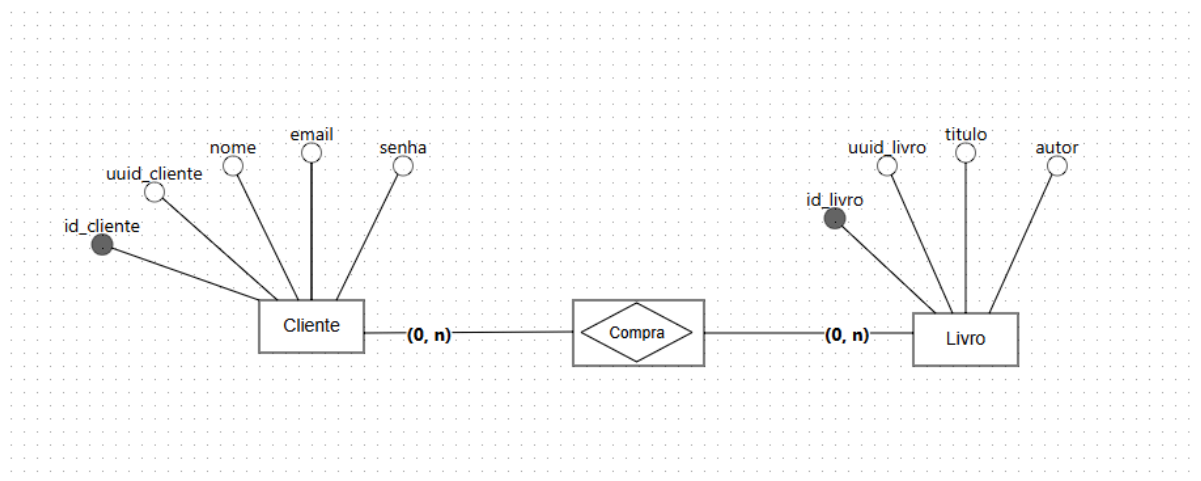 email
nome
senha
uuid_cliente
id_cliente
titulo
uuid_livro
autor
id_livro
Cliente
(0, n)
Compra
(0, n)
Livro